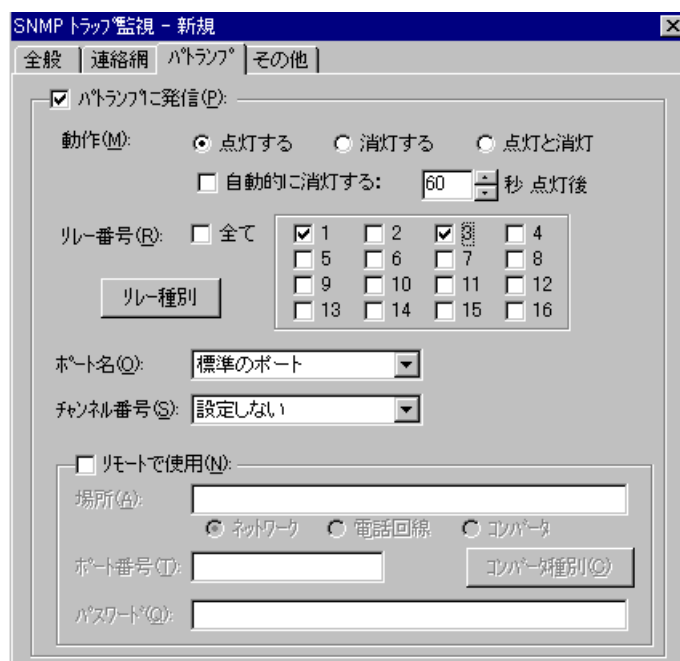 SNMP ﾄﾗｯﾌﾟ監視 - 新規
全般 連絡網 ﾊﾟﾄﾗﾝﾌﾟ その他
ﾊﾟﾄﾗﾝﾌﾟに発信(P):
動作(M): 点灯する 消灯する 点灯と消灯
自動的に消灯する: 60 秒 点灯後
ﾘﾚｰ番号(R): 全て 1 2 3 4
5 6 7 8
9 10 11 12
13 14 15 16
ﾘﾚｰ種別
ﾎﾟｰﾄ名(O): 標準のポート
ﾁｬﾝﾈﾙ番号(S): 設定しない
ﾘﾓｰﾄで使用(N):
場所(A):
ﾈｯﾄﾜｰｸ 電話回線 ｺﾝﾊﾞｰﾀ
ﾎﾟｰﾄ番号(T): ｺﾝﾊﾞｰﾀ種別(C)
ﾊﾟｽﾜｰﾄﾞ(Q):